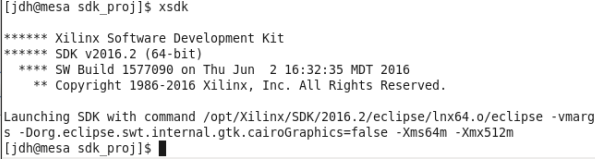 [jdh@mesa sdk_proj]$ xsdk
****** Xilinx Software Development Kit
****** SDK v2016.2 (64-bit)
**** SW Build 1577090 on Thu Jun  2 16:32:35 MDT 2016
** Copyright 1986-2016 Xilinx, Inc. All Rights Reserved.
Launching SDK with command /opt/Xilinx/SDK/2016.2/eclipse/lnx64.o/eclipse -vmarg
s -Dorg.eclipse.swt.internal.gtk.cairoGraphics=false -Xms64m -Xmx512m
[jdh@mesa sdk_proj]$